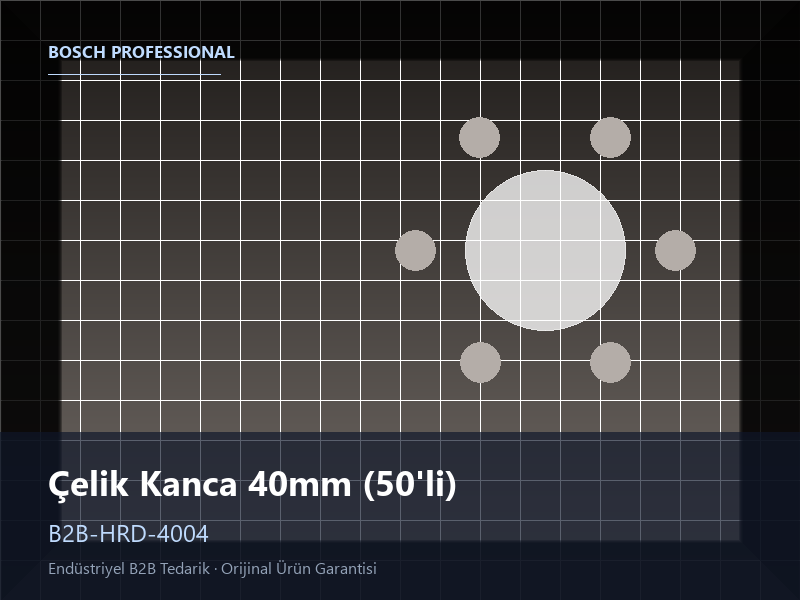 BOSCH PROFESSIONAL
Çelik Kanca 40mm (50'li)
B2B-HRD-4004
Endüstriyel B2B Tedarik · Orijinal Ürün Garantisi